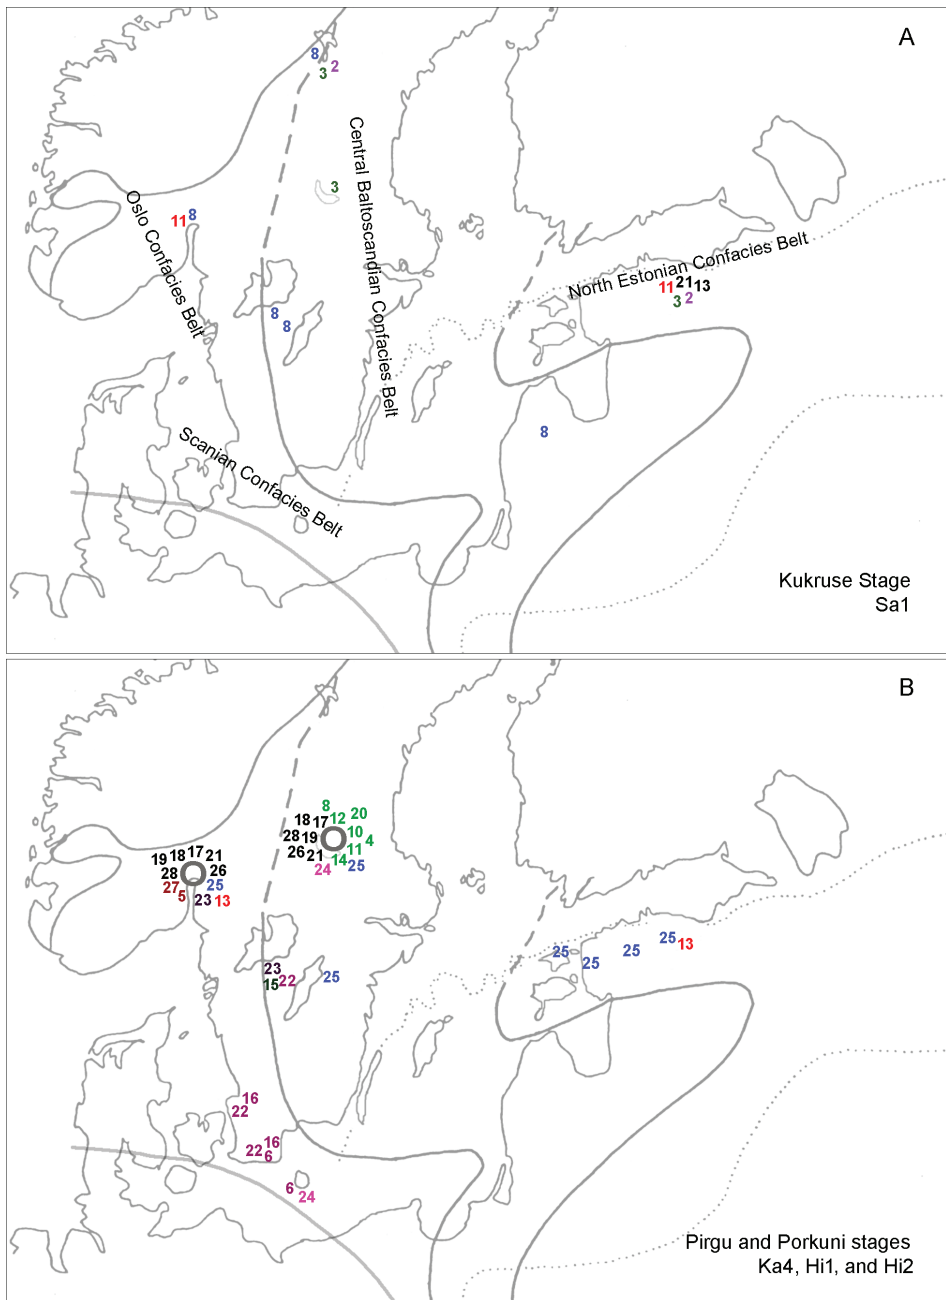 A
8
3 2
Central Baltoscandian Confacies Belt
3
Oslo Confacies Belt
11 8
North Estonian Confacies Belt
11 21 13
3 2
8
8
8
Scanian Confacies Belt
Kukruse Stage
Sa1
B
8
18 17 12 20
28 19 10 4
26 21 14 11
24 25
19 18 17 21
28 26
27 25
5 23 13
25 25 25 25 13
23
15 22 25
16
22
16
22 6
6
24
Pirgu and Porkuni stages
Ka4, Hi1, and Hi2